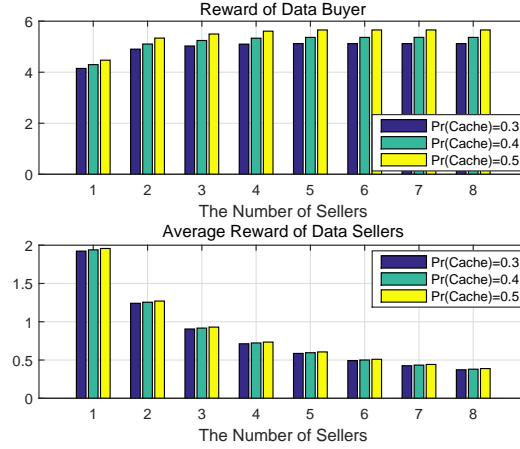 Reward of Data Buyer
6
4
2
0
Pr(Cache)=0.3
Pr(Cache)=0.4
Pr(Cache)=0.5
1 2 3 4 5 6 7 8
The Number of Sellers
Average Reward of Data Sellers
2
1.5
1
0.5
0
Pr(Cache)=0.3
Pr(Cache)=0.4
Pr(Cache)=0.5
1 2 3 4 5 6 7 8
The Number of Sellers